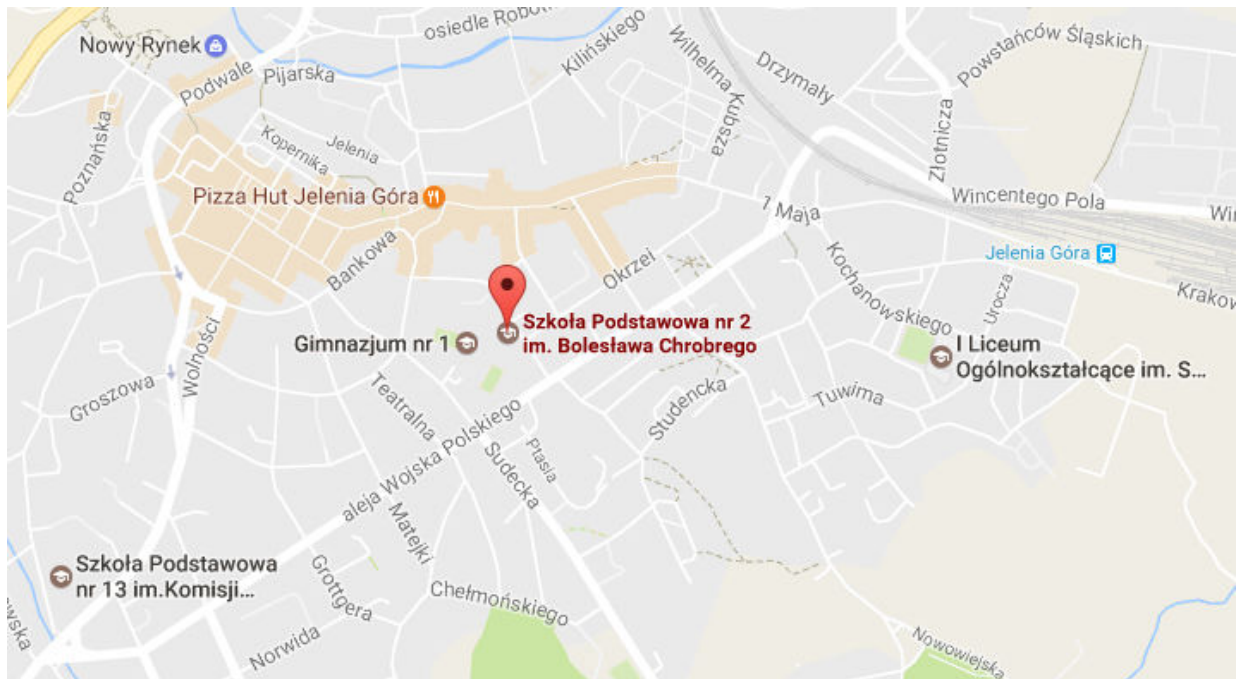 osiedle Robotn
Nowy Rynek
Podwale
Pijarska
Kilińskiego
Wilhelma Kubsza
Drzymały
Powstańców Śląskich
Złotnicza
Poznańska
Kopernika
Jelenia
Pizza Hut Jelenia Góra
Wincentego Pola
Win
1 Maja
Bankowa
Okrzei
Kochanowskiego
Jelenia Góra
Urocza
Krakow
Szkoła Podstawowa nr 2
im. Bolesława Chrobrego
Gimnazjum nr 1
Wolności
Groszowa
I Liceum
Ogólnokształcące im. S...
Teatralna
Studencka
Tuwima
aleja Wojska Polskiego
Ptasia
Sudecka
Matejki
Szkoła Podstawowa
nr 13 im.Komisji...
Grottgera
Chełmońskiego
Norwida
Nowowiejska
wska